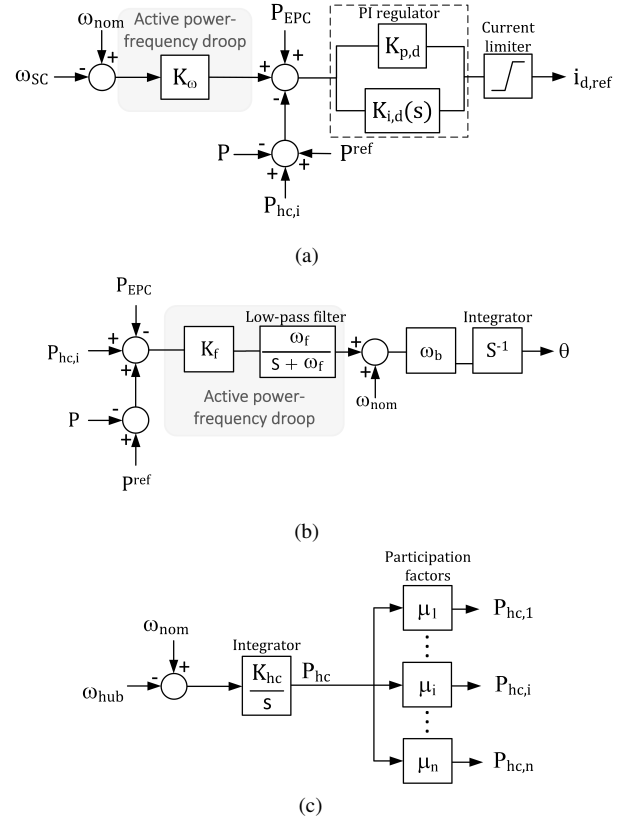 ω_nom
Active power-
frequency droop
P_EPC
PI regulator
K_p,d
Current
limiter
+
ω_SC
-
K_ω
+
+
i_d,ref
-
K_i,d(s)
P
-
+
P^ref
+
P_hc,i
(a)
P_EPC
Low-pass filter
Integrator
+
-
P_hc,i
K_f
ω_f
s + ω_f
+
ω_b
S^-1
θ
+
+
ω_nom
Active power-
frequency droop
P
-
+
P^ref
(b)
Participation
factors
μ_1
P_hc,1
ω_nom
Integrator
+
-
ω_hub
K_hc
s
P_hc
μ_i
P_hc,i
μ_n
P_hc,n
(c)